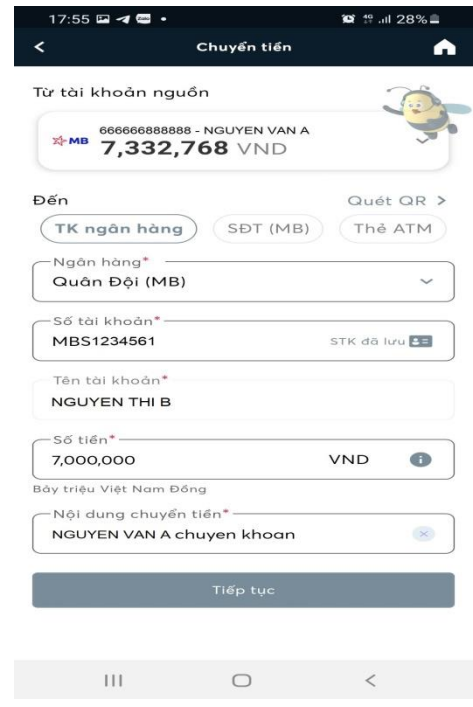 17:55 28%
Chuyển tiền
Từ tài khoản nguồn
MB 666666888888 - NGUYEN VAN A
7,332,768 VND
Đến Quét QR >
TK ngân hàng SĐT (MB) Thẻ ATM
Ngân hàng*
Quân Đội (MB)
Số tài khoản*
MBS1234561 STK đã lưu
Tên tài khoản*
NGUYEN THI B
Số tiền*
7,000,000 VND
Bảy triệu Việt Nam Đồng
Nội dung chuyển tiền*
NGUYEN VAN A chuyen khoan
Tiếp tục